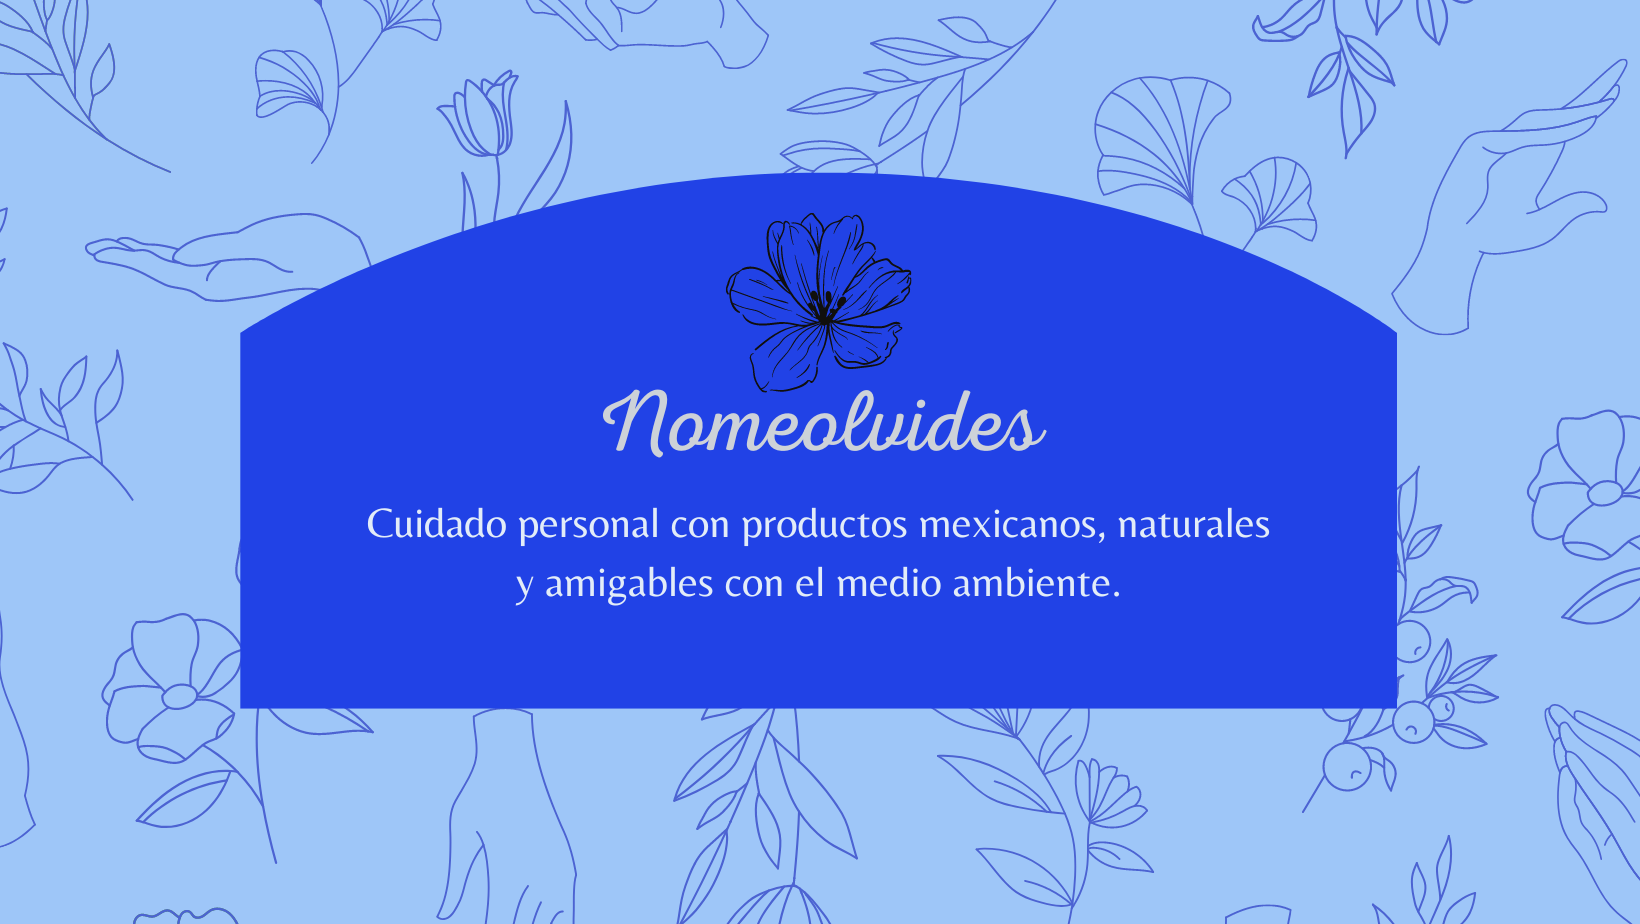 Nomeolvides
Cuidado personal con productos mexicanos, naturales
y amigables con el medio ambiente.